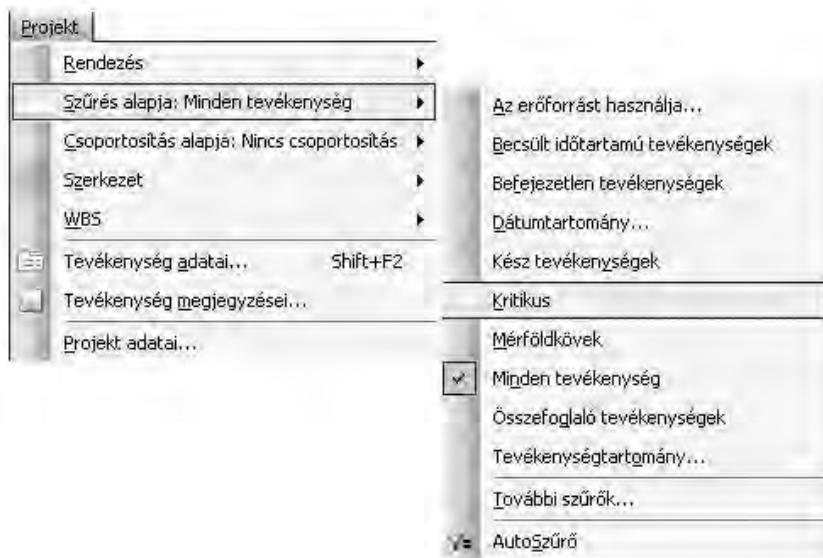 Projekt
Rendezés
Szűrés alapja: Minden tevékenység
Csoportosítás alapja: Nincs csoportosítás
Szerkezet
WBS
Tevékenység adatai... Shift+F2
Tevékenység megjegyzései...
Projekt adatai...
Az erőforrást használja...
Becsült időtartamú tevékenységek
Befejezetlen tevékenységek
Dátumtartomány...
Kész tevékenységek
Kritikus
Mérföldkövek
Minden tevékenység
Összefoglaló tevékenységek
Tevékenységtartomány...
További szűrők...
AutoSzűrő